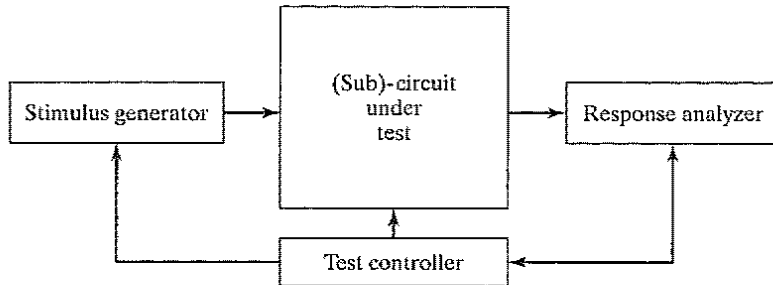 (Sub)-circuit
under
test
Stimulus generator
Response analyzer
Test controller